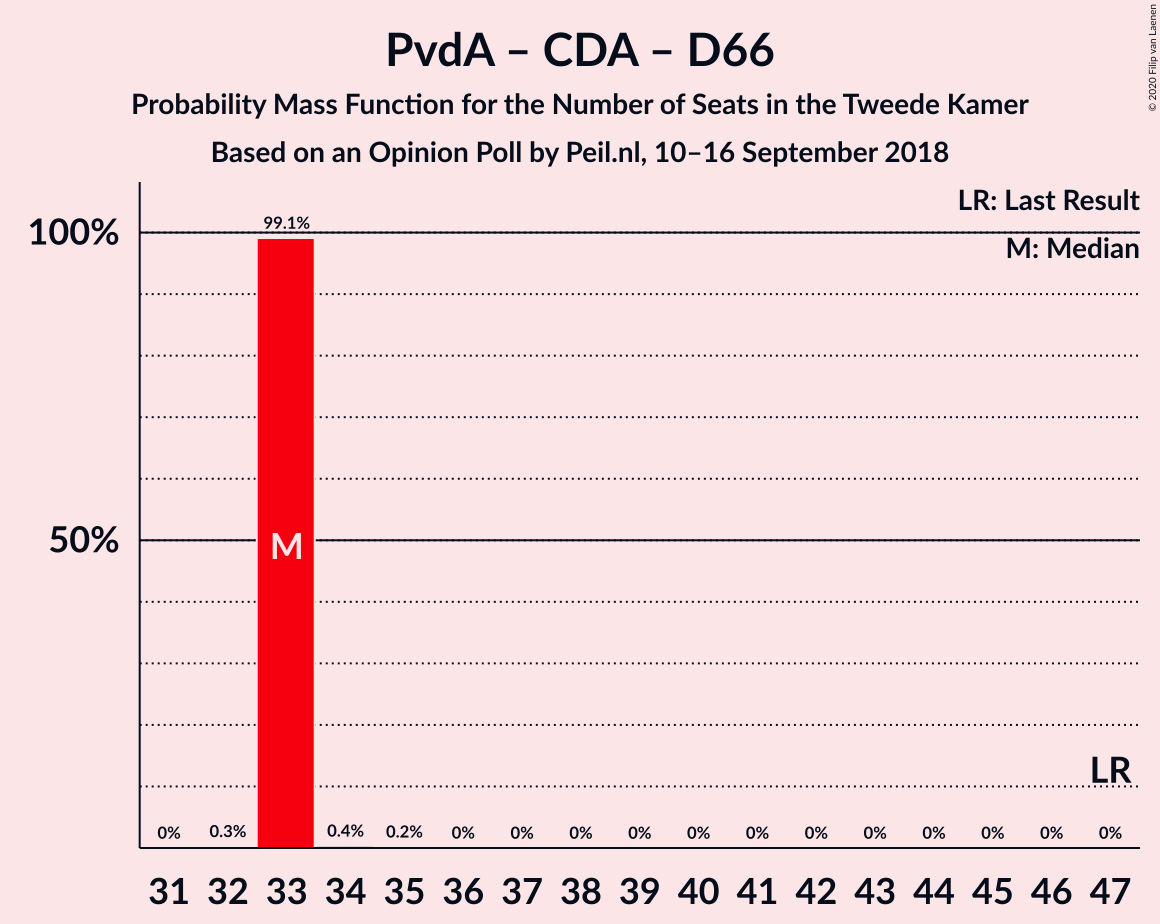 PvdA – CDA – D66
Probability Mass Function for the Number of Seats in the Tweede Kamer
Based on an Opinion Poll by Peil.nl, 10–16 September 2018
© 2020 Filip van Laenen
LR: Last Result
M: Median
100%
50%
99.1%
M
LR
0% 0.3% 0.4% 0.2% 0% 0% 0% 0% 0% 0% 0% 0% 0% 0% 0% 0%
31 32 33 34 35 36 37 38 39 40 41 42 43 44 45 46 47